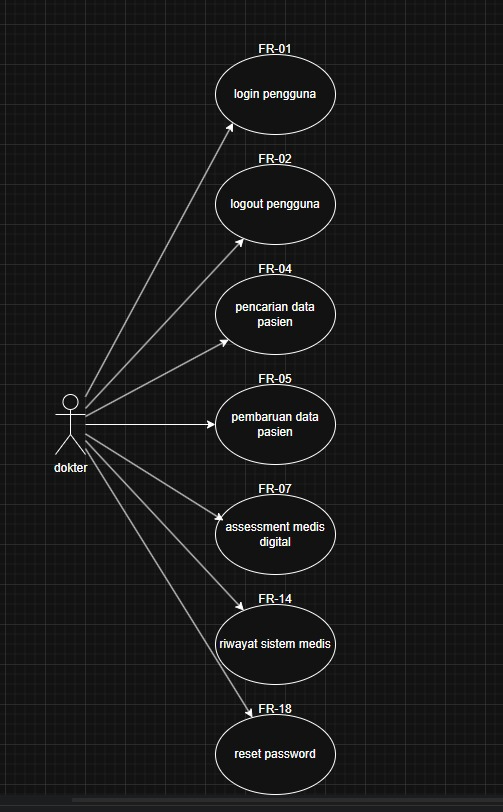 FR-01
login pengguna
FR-02
logout pengguna
FR-04
pencarian data
pasien
FR-05
pembaruan data
pasien
dokter
FR-07
assessment medis
digital
FR-14
riwayat sistem medis
FR-18
reset password